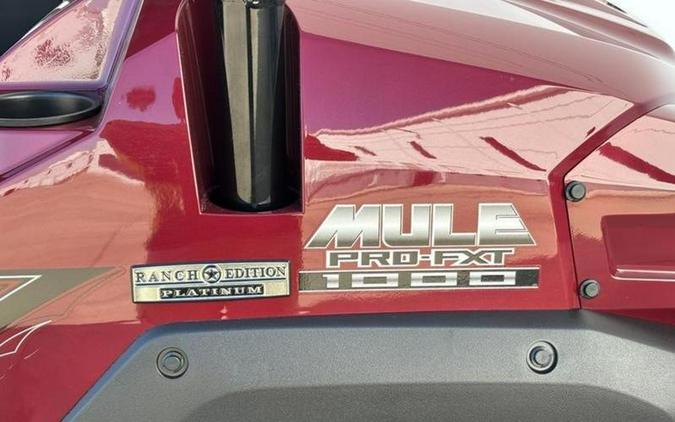 MULE
PRO-FXT
1000
RANCH EDITION
PLATINUM